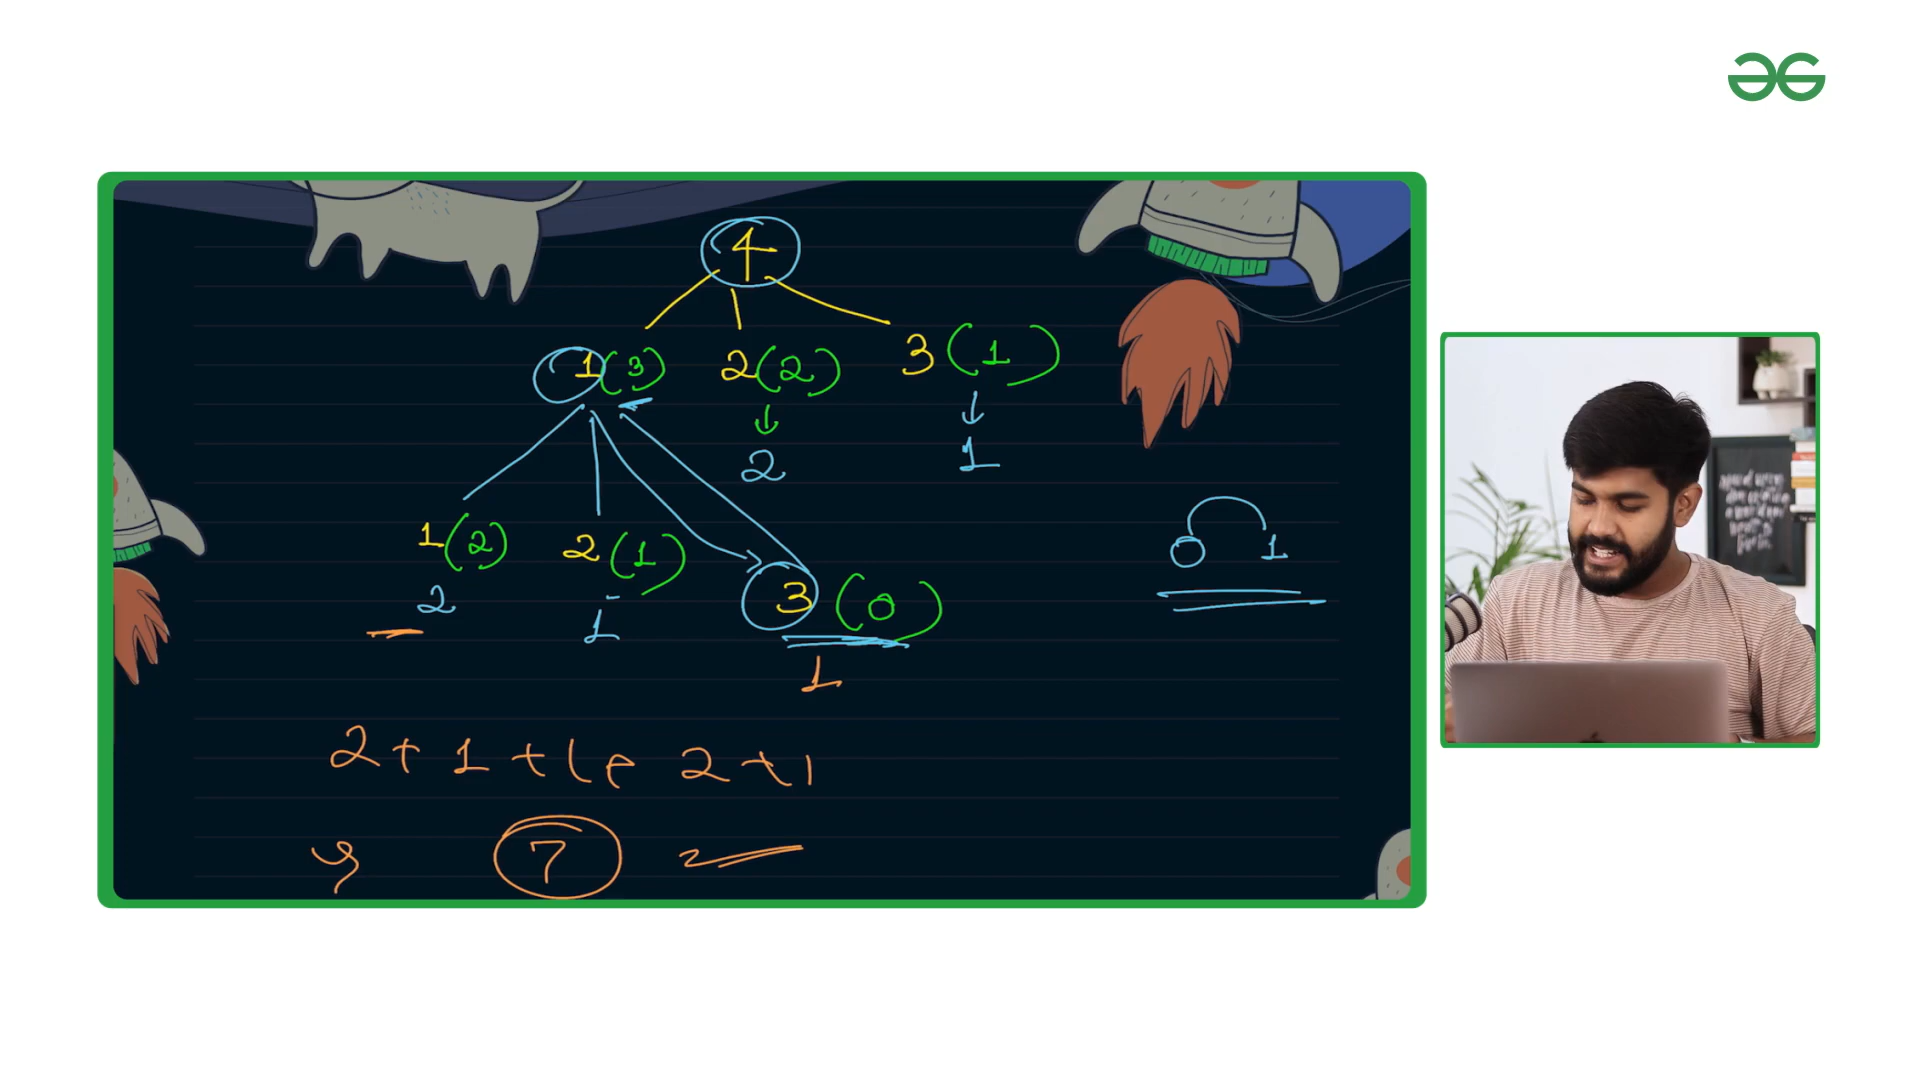 4
1(3) 2(2) 3(1)
2 1
1(2) 2(1) 3(0)
0 1
2 1 1
2 + 1 + 1 2 + 1
7